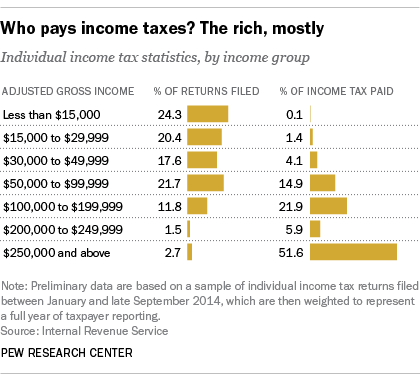 Who pays income taxes? The rich, mostly
Individual income tax statistics, by income group
ADJUSTED GROSS INCOME % OF RETURNS FILED % OF INCOME TAX PAID
Less than $15,000 24.3 0.1
$15,000 to $29,999 20.4 1.4
$30,000 to $49,999 17.6 4.1
$50,000 to $99,999 21.7 14.9
$100,000 to $199,999 11.8 21.9
$200,000 to $249,999 1.5 5.9
$250,000 and above 2.7 51.6
Note: Preliminary data are based on a sample of individual income tax returns filed
between January and late September 2014, which are then weighted to represent
a full year of taxpayer reporting.
Source: Internal Revenue Service
PEW RESEARCH CENTER